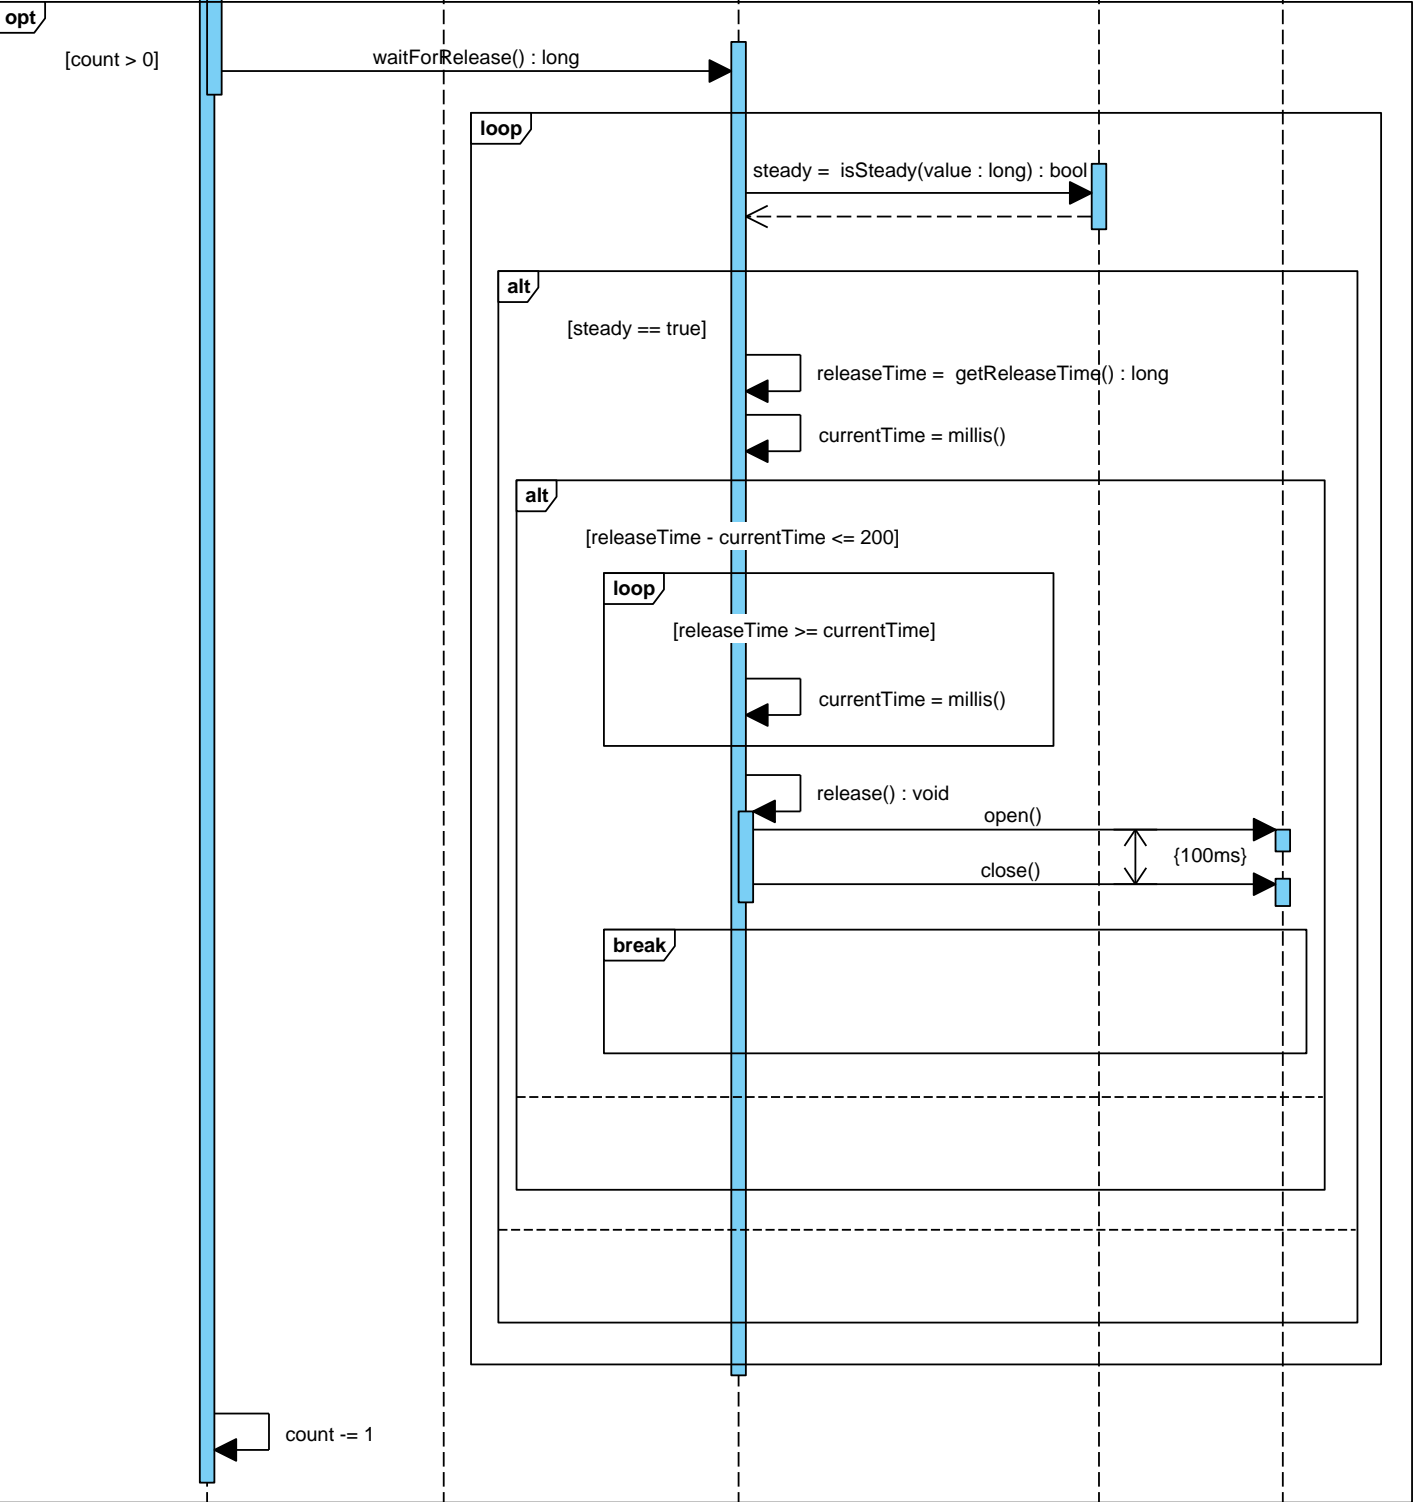 opt
[count > 0]
waitForRelease() : long
loop
steady =  isSteady(value : long) : bool
alt
[steady == true]
releaseTime =  getReleaseTime() : long
currentTime = millis()
alt
[releaseTime - currentTime <= 200]
loop
[releaseTime >= currentTime]
currentTime = millis()
release() : void
open()
{100ms}
close()
break
count -= 1